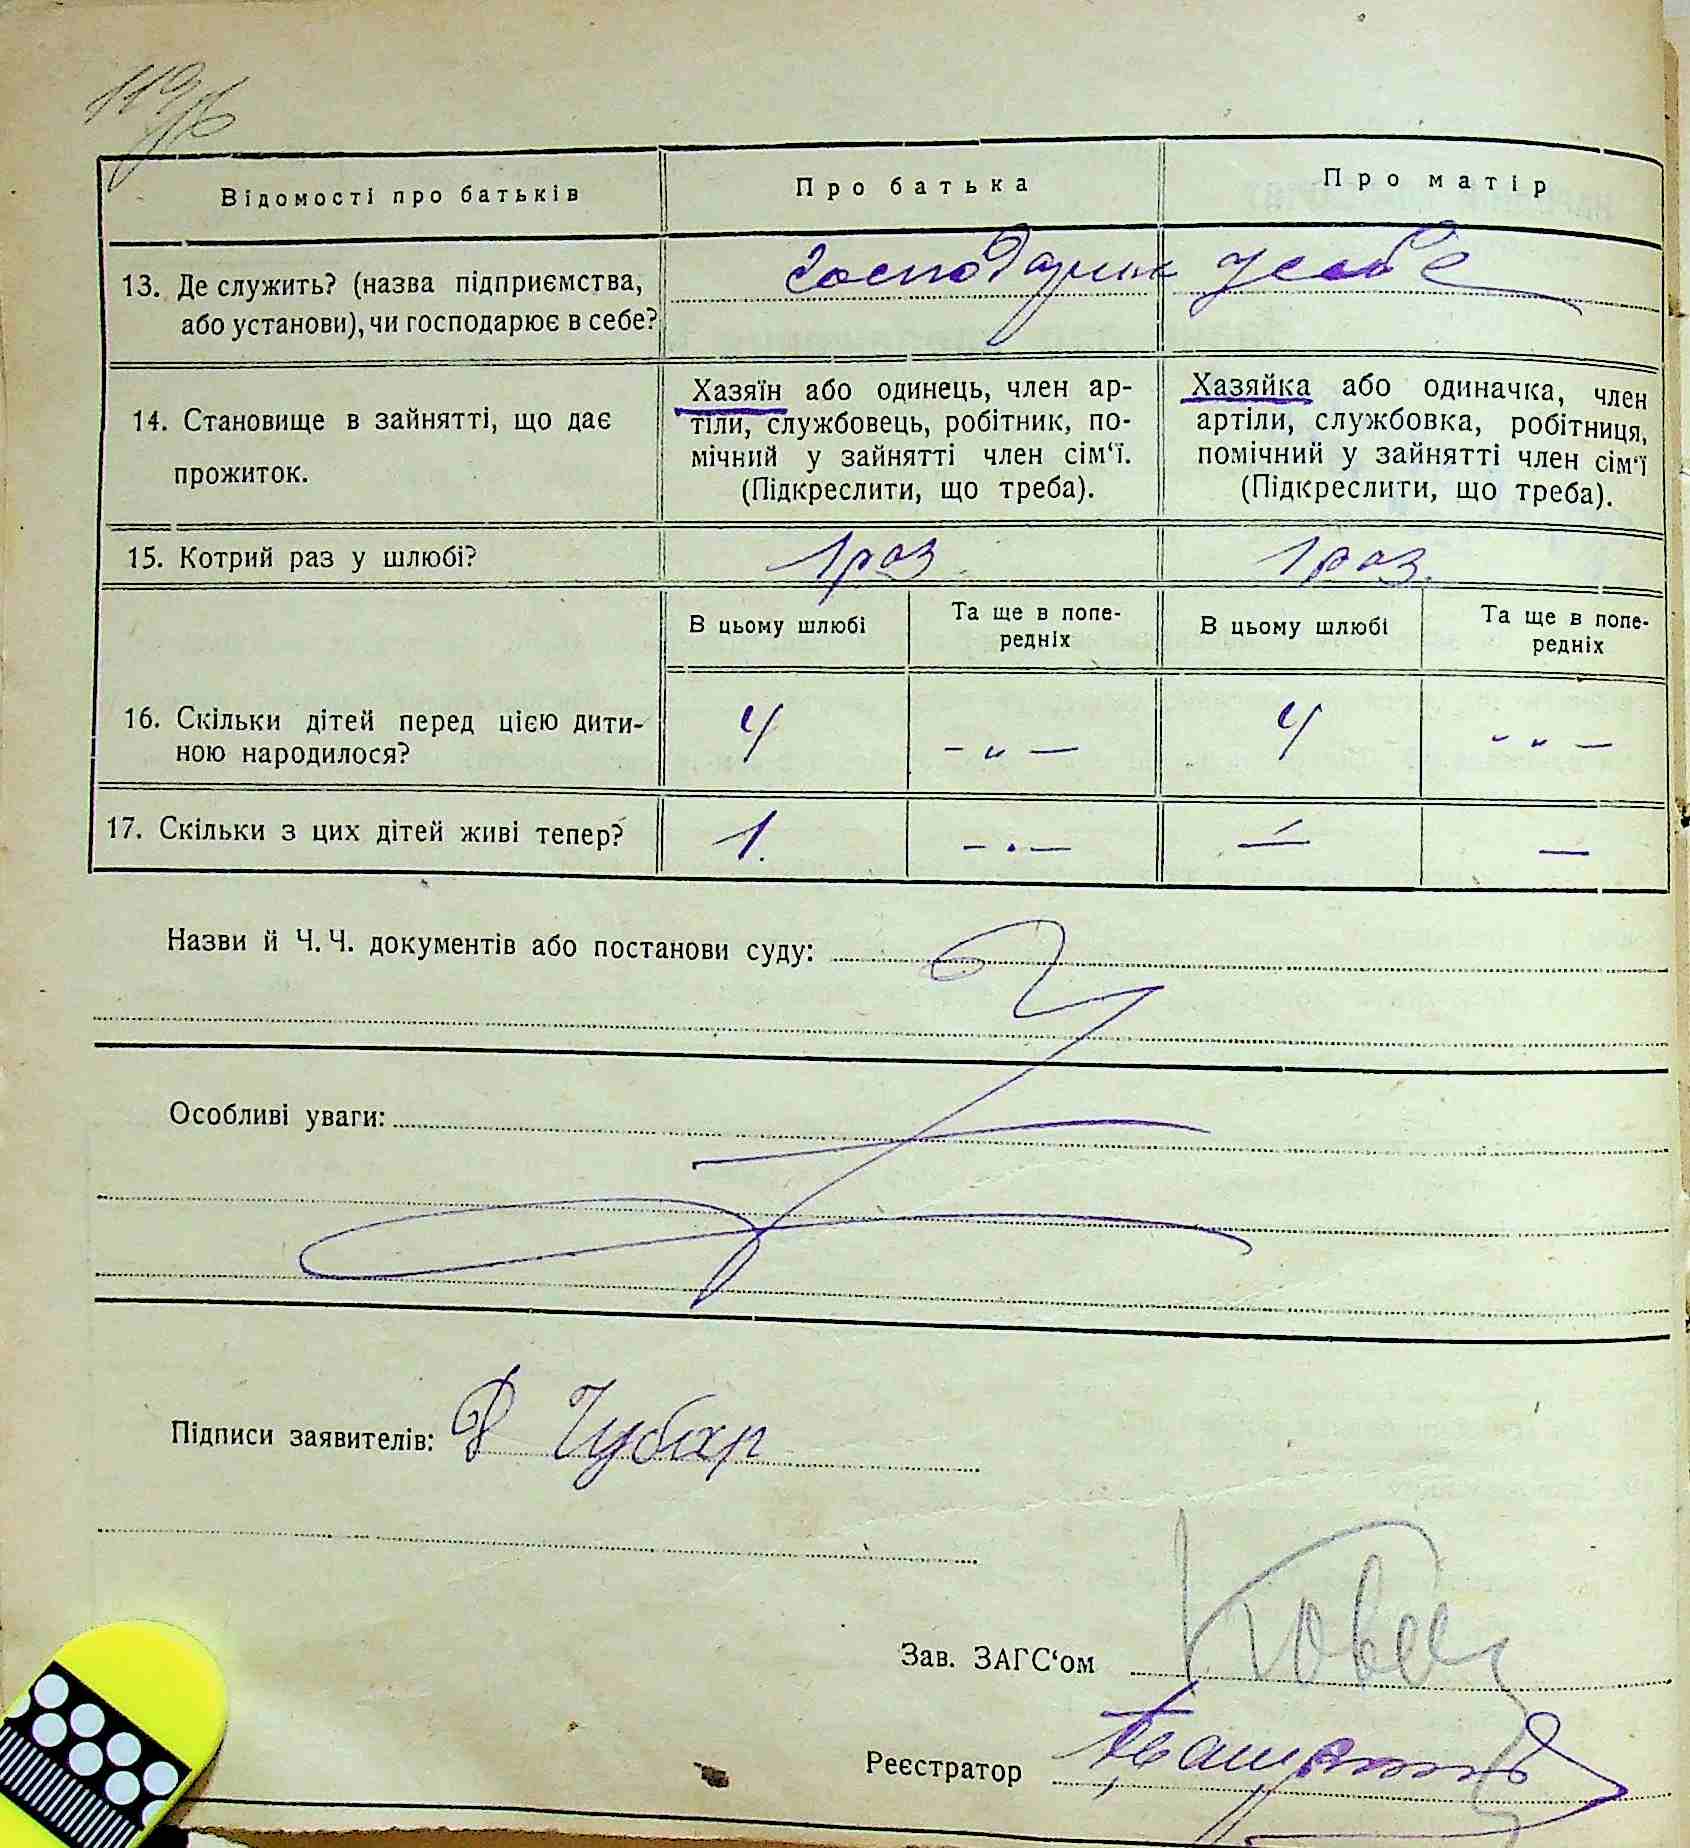 Відомості про батьків
Про батька
Про матір
13. Де служить? (назва підприємства,
або установи), чи господарює в себе?
господарює у себе
14. Становище в зайнятті, що дає
прожиток.
Хазяїн або одинець, член ар-
тіли, службовець, робітник, по-
мічний у зайнятті член сім‘ї.
(Підкреслити, що треба).
Хазяйка або одиначка, член
артіли, службовка, робітниця,
помічний у зайнятті член сім‘ї
(Підкреслити, що треба).
15. Котрий раз у шлюбі?
1 раз
1 раз.
В цьому шлюбі
Та ще в попе-
редніх
В цьому шлюбі
Та ще в попе-
редніх
16. Скільки дітей перед цією дити-
ною народилося?
4
- „ —
4
- „ —
17. Скільки з цих дітей живі тепер?
1.
- . —
—
Назви й Ч. Ч. документів або постанови суду:
Особливі уваги:
Підписи заявителів: Чубар
Зав. ЗАГС‘ом
Реєстратор